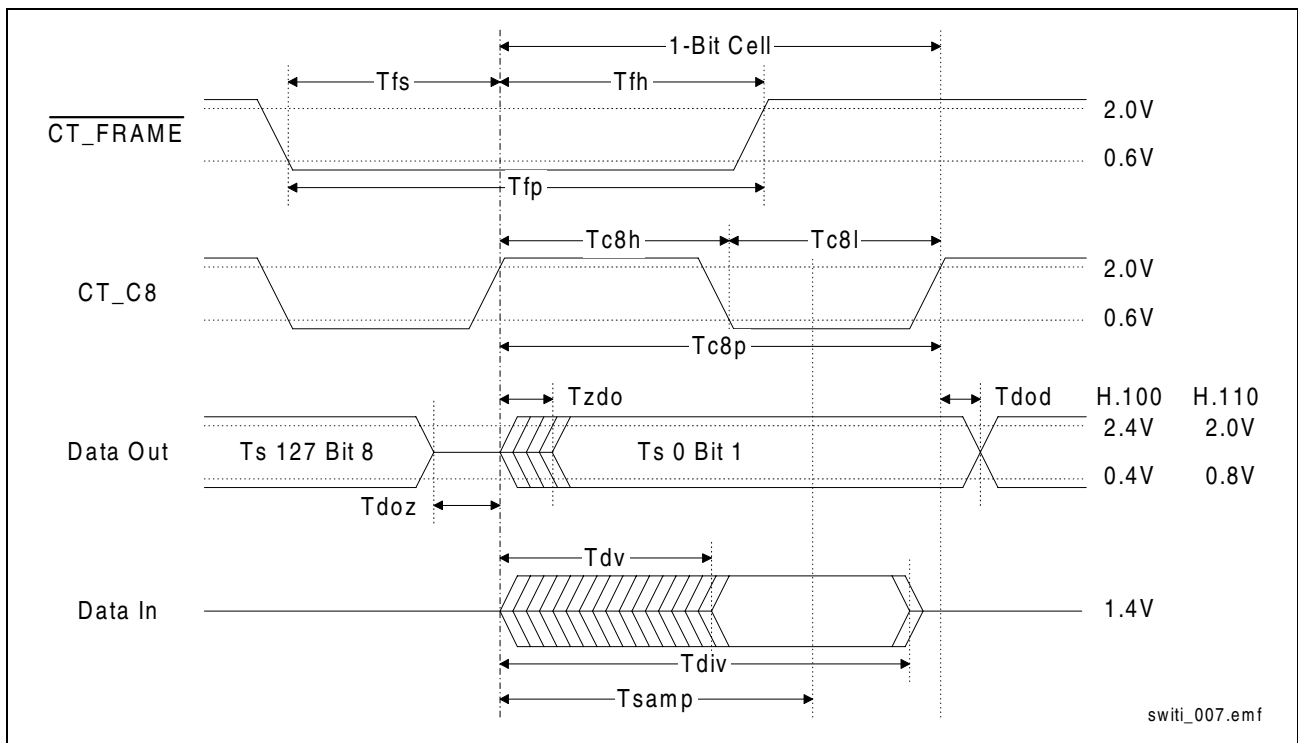 1-Bit Cell
Tfs
Tfh
CT_FRAME
2.0V
0.6V
Tfp
Tc8h
Tc8l
CT_C8
2.0V
0.6V
Tc8p
Tzdo
Tdod
H.100 H.110
2.4V 2.0V
Data Out
Ts 127 Bit 8
Ts 0 Bit 1
0.4V 0.8V
Tdoz
Tdv
Data In
1.4V
Tdiv
Tsamp
switi_007.emf